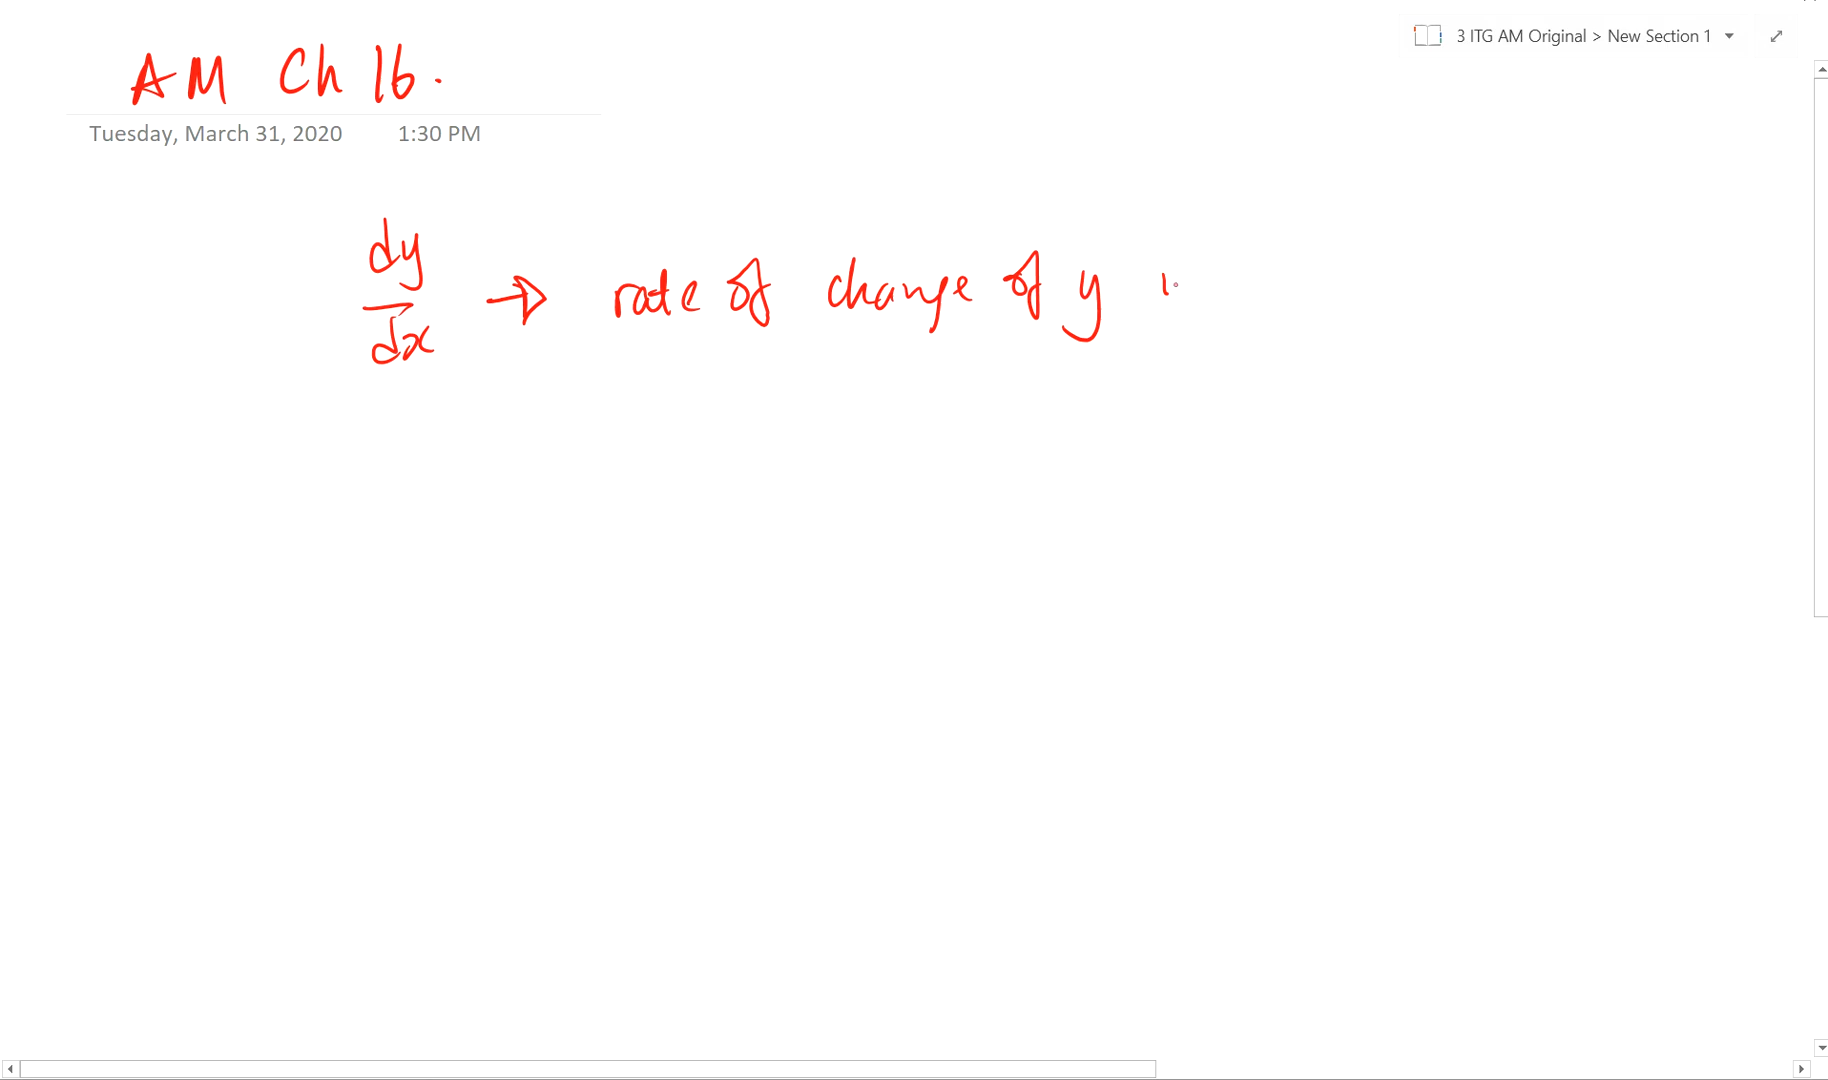 3 ITG AM Original > New Section 1
AM Ch 16.
Tuesday, March 31, 2020 1:30 PM
dy
dx
→ rate of change of y